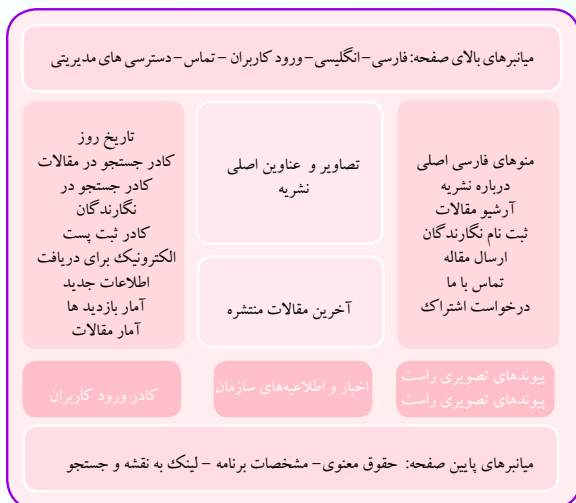 میانبرهای بالای صفحه: فارسی – انگلیسی – ورود کاربران – تماس – دسترسی های مدیریتی
منوهای فارسی اصلی
درباره نشریه
آرشیو مقالات
ثبت نام نگارندگان
ارسال مقاله
تماس با ما
درخواست اشتراک
تصاویر و عناوین اصلی
نشریه
آخرین مقالات منتشره
تاریخ روز
کادر جستجو در مقالات
کادر جستجو در
نگارندگان
کادر ثبت پست
الکترونیک برای دریافت
اطلاعات جدید
آمار بازدید ها
آمار مقالات
پیوندهای تصویری راست
پیوندهای تصویری راست
اخبار و اطلاعیه‌های سازمان
کادر ورود کاربران
میانبرهای پایین صفحه: حقوق معنوی – مشخصات برنامه – لینک به نقشه و جستجو